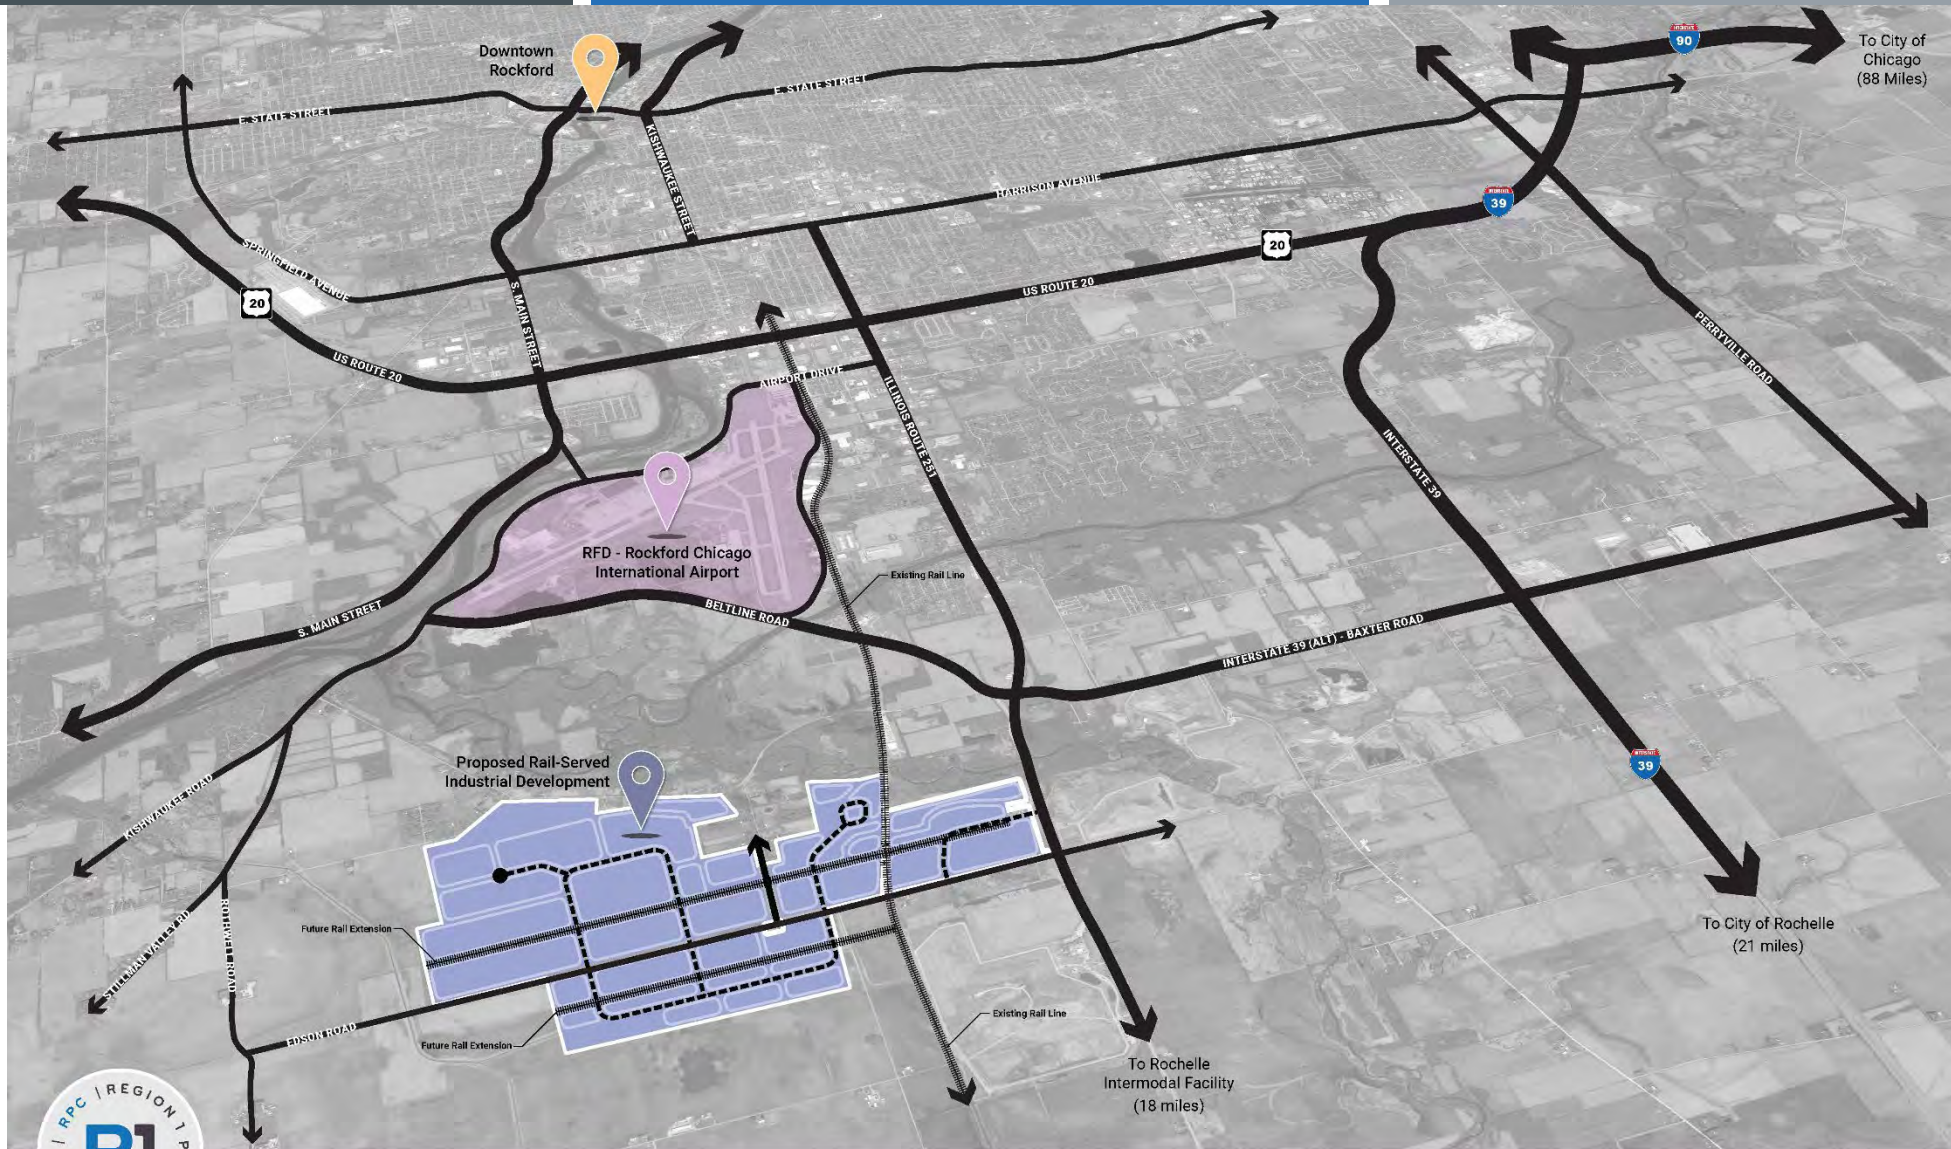 Downtown
Rockford
90
To City of
Chicago
(88 Miles)
E. STATE STREET
E. STATE STREET
KISHWAUKEE STREET
HARRISON AVENUE
INTERSTATE
39
20
SPRINGFIELD AVENUE
20
S. MAIN STREET
US ROUTE 20
US ROUTE 20
PERRYVILLE ROAD
AIRPORT DRIVE
ILLINOIS ROUTE 251
INTERSTATE 39
RFD - Rockford Chicago
International Airport
Existing Rail Line
BELTLINE ROAD
S. MAIN STREET
INTERSTATE 39 (ALT) - BAXTER ROAD
Proposed Rail-Served
Industrial Development
INTERSTATE
39
KISHWAUKEE ROAD
To City of Rochelle
(21 miles)
Future Rail Extension
STILLMAN VALLEY RD
ROTHWELL ROAD
EDSON ROAD
Future Rail Extension
Existing Rail Line
To Rochelle
Intermodal Facility
(18 miles)
| RPC | REGION 1 P
R1